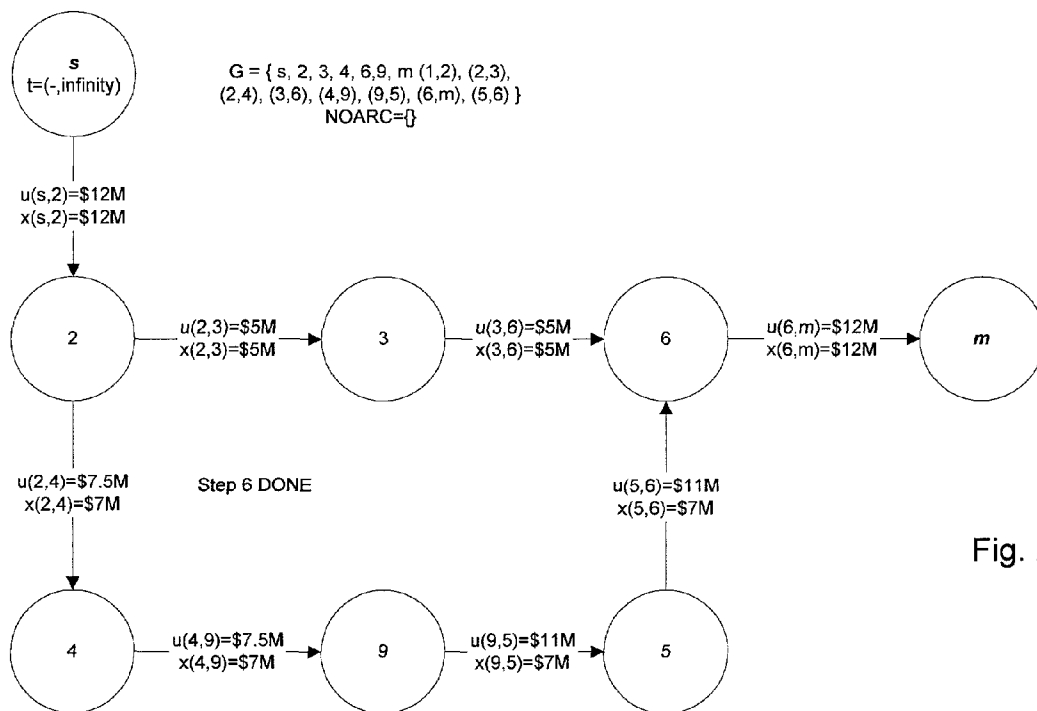 s
t=(-,infinity)
G = { s, 2, 3, 4, 6,9, m (1,2), (2,3),
(2,4), (3,6), (4,9), (9,5), (6,m), (5,6) }
NOARC={}
u(s,2)=$12M
x(s,2)=$12M
2
u(2,3)=$5M
x(2,3)=$5M
3
u(3,6)=$5M
x(3,6)=$5M
6
u(6,m)=$12M
x(6,m)=$12M
m
u(2,4)=$7.5M
x(2,4)=$7M
Step 6 DONE
u(5,6)=$11M
x(5,6)=$7M
Fig.
4
u(4,9)=$7.5M
x(4,9)=$7M
9
u(9,5)=$11M
x(9,5)=$7M
5